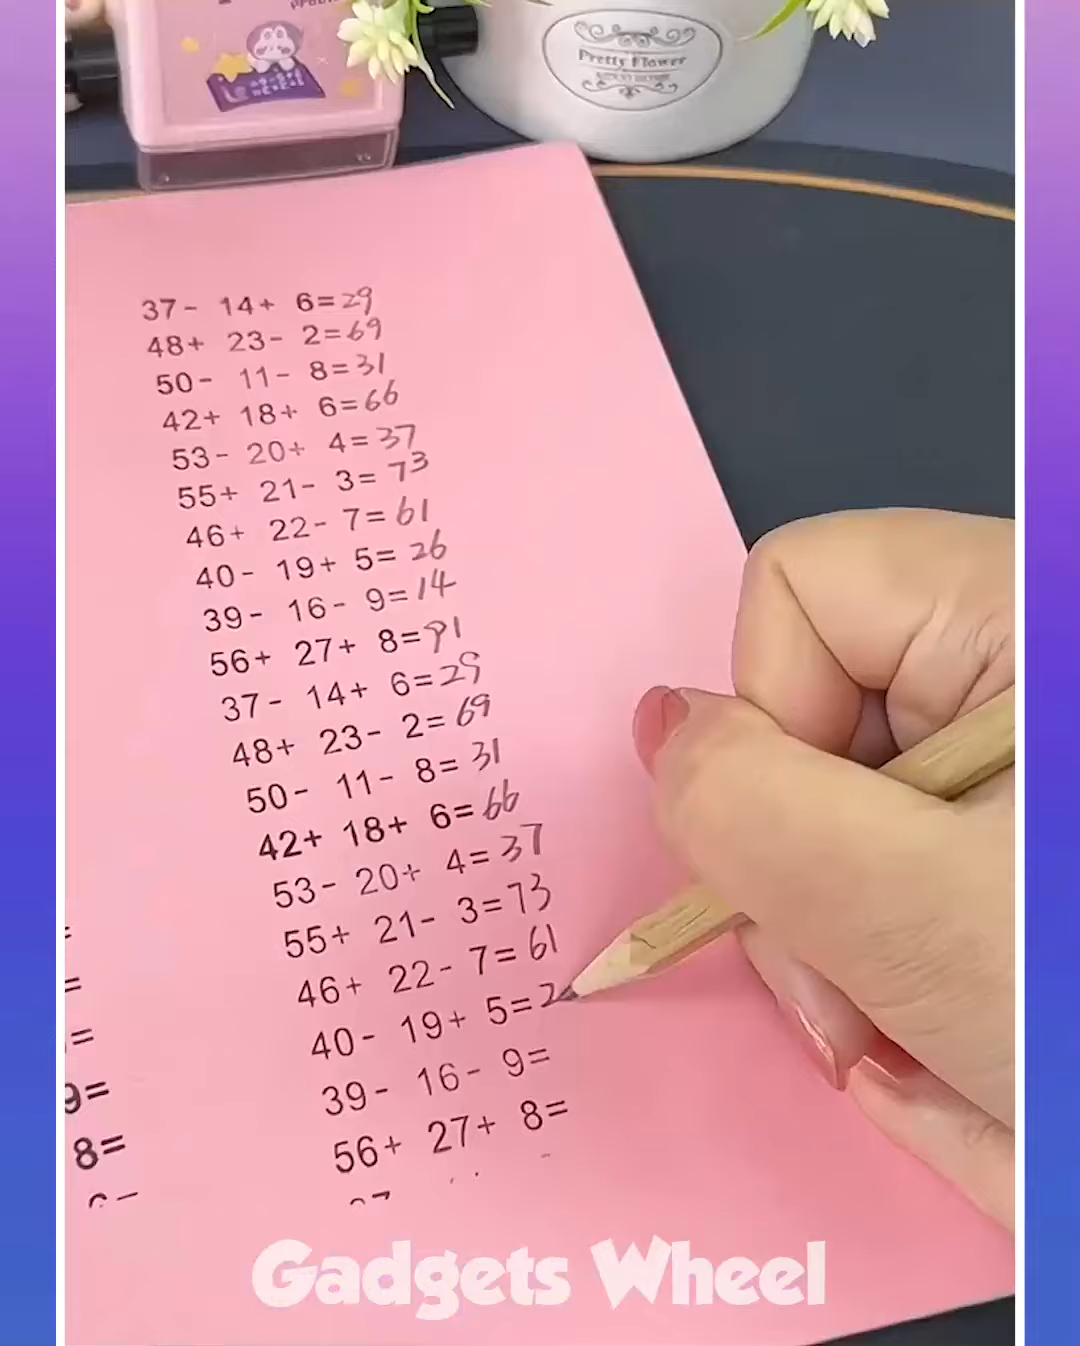 Pretty Flower
37- 14+ 6=29
48+ 23- 2=69
50- 11- 8=31
42+ 18+ 6=66
53- 20+ 4=37
55+ 21- 3=73
46+ 22- 7=61
40- 19+ 5=26
39- 16- 9=14
56+ 27+ 8=91
37- 14+ 6=29
48+ 23- 2=69
50- 11- 8=31
42+ 18+ 6=66
53- 20+ 4=37
55+ 21- 3=73
46+ 22- 7=61
40- 19+ 5=2
39- 16- 9=
56+ 27+ 8=
=
=
=
9=
8=
Gadgets Wheel